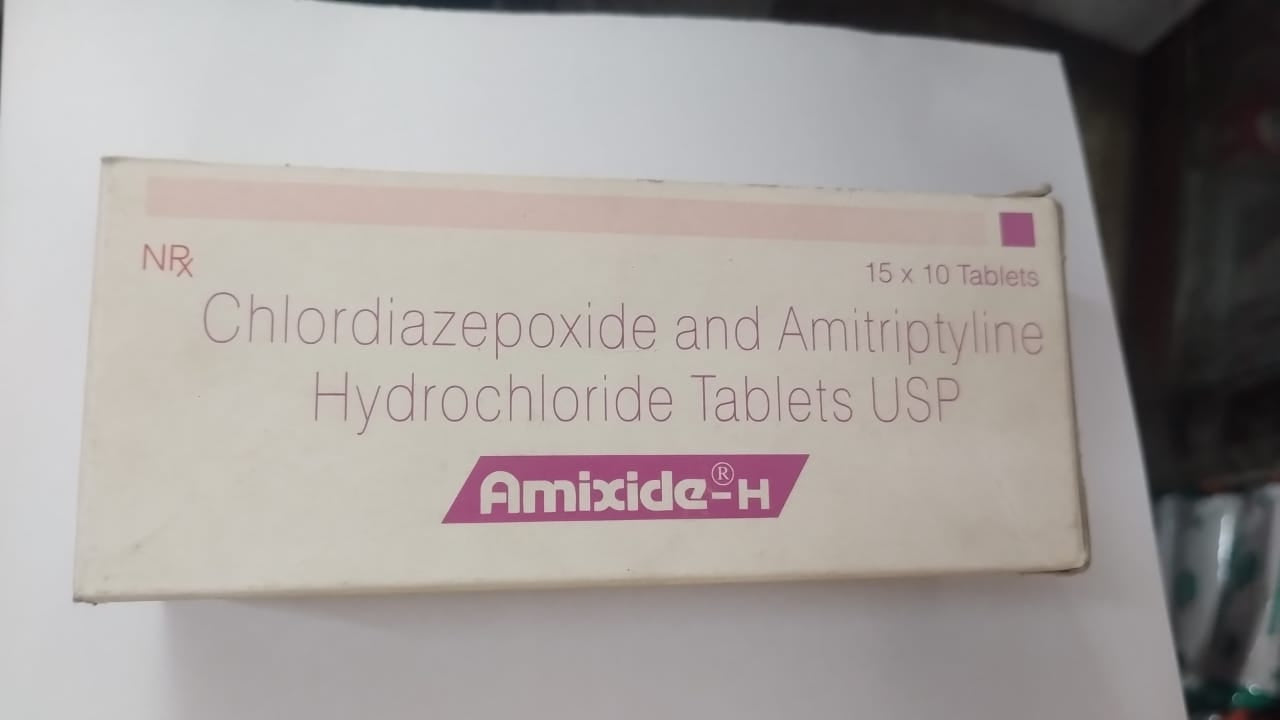 NRx
15 x 10 Tablets
Chlordiazepoxide and Amitriptyline
Hydrochloride Tablets USP
Amixide®-H